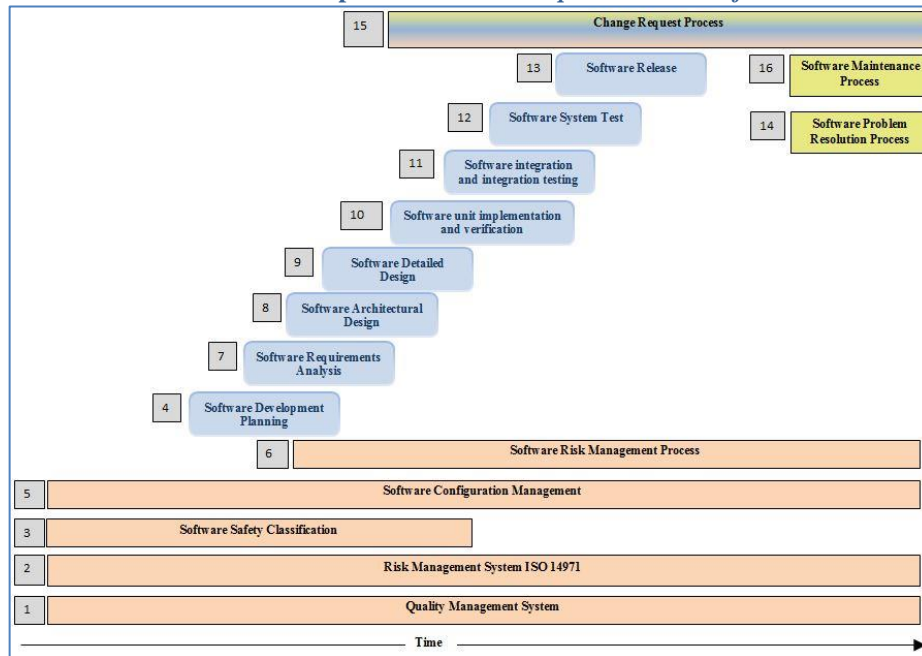 15
Change Request Process
13
Software Release
16
Software Maintenance
Process
12
Software System Test
14
Software Problem
Resolution Process
11
Software integration
and integration testing
10
Software unit implementation
and verification
9
Software Detailed
Design
8
Software Architectural
Design
7
Software Requirements
Analysis
4
Software Development
Planning
6
Software Risk Management Process
5
Software Configuration Management
3
Software Safety Classification
2
Risk Management System ISO 14971
1
Quality Management System
Time